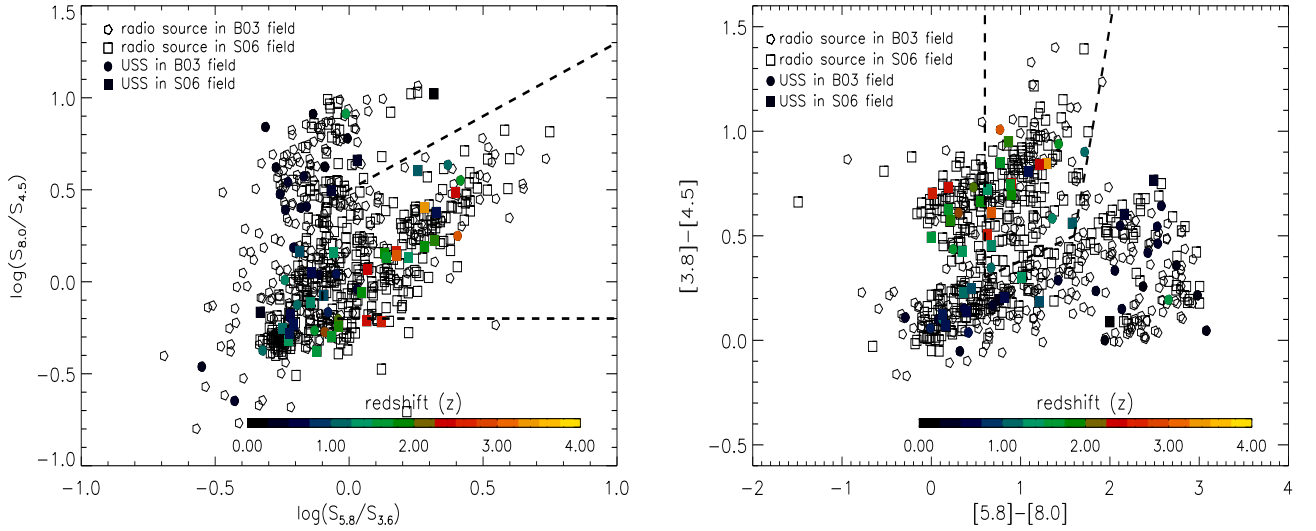 radio source in B03 field
radio source in S06 field
USS in B03 field
USS in S06 field
1.5
1.0
0.5
0.0
−0.5
−1.0
log(S8.0/S4.5)
redshift (z)
0.00 1.00 2.00 3.00 4.00
−1.0 −0.5 0.0 0.5 1.0
log(S5.8/S3.6)
radio source in B03 field
radio source in S06 field
USS in B03 field
USS in S06 field
1.5
1.0
0.5
0.0
−0.5
[3.8]−[4.5]
redshift (z)
0.00 1.00 2.00 3.00 4.00
−2 −1 0 1 2 3 4
[5.8]−[8.0]